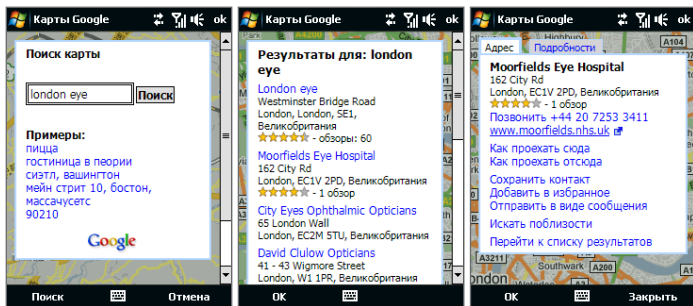 Карты Google
ok
Поиск карты
london eye
Поиск
Примеры:
пицца
гостиница в пеории
сиэтл, вашингтон
мейн стрит 10, бостон,
массачусетс
90210
Google
Поиск
Отмена
Карты Google
ok
A4200
Результаты для: london
eye
London eye
Westminster Bridge Road
London, London, SE1,
Великобритания
- обзоры: 60
Moorfields Eye Hospital
162 City Rd
London, EC1V 2PD, Великобритания
- 1 обзор
City Eyes Ophthalmic Opticians
65 London Wall
London, EC2M 5TU, Великобритания
David Clulow Opticians
41 - 43 Wigmore Street
London, W1 1PR, Великобритания
OK
Карты Google
ok
Highbury
A104
Адрес
Подробности
Moorfields Eye Hospital
162 City Rd
London, EC1V 2PD, Великобритания
- 1 обзор
Позвонить +44 20 7253 3411
www.moorfields.nhs.uk
Как проехать сюда
Как проехать отсюда
Сохранить контакт
Добавить в избранное
Отправить в виде сообщения
Искать поблизости
Перейти к списку результатов
A3211
Southwark
A200
OK
Закрыть